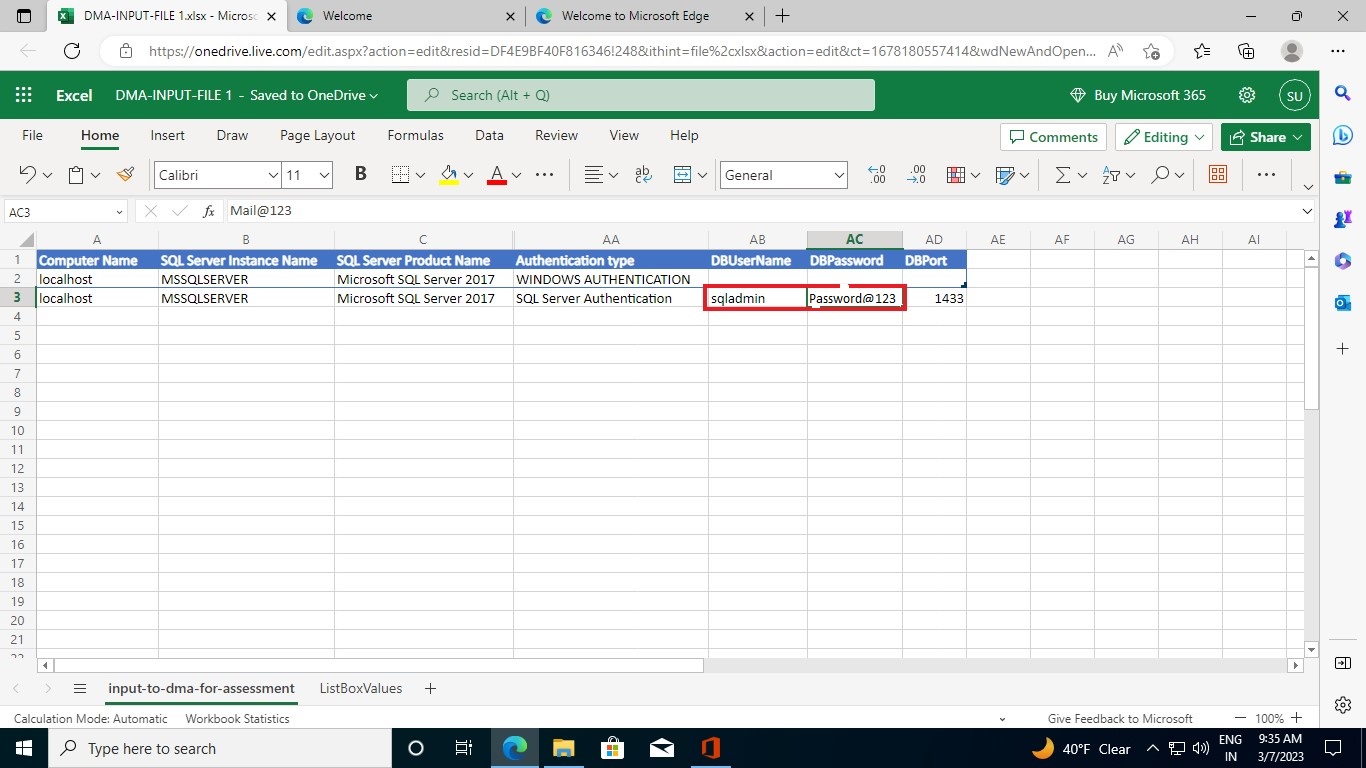 DMA-INPUT-FILE 1.xlsx - Micros
Welcome
Welcome to Microsoft Edge
https://onedrive.live.com/edit.aspx?action=edit&resid=DF4E9BF40F816346!248&ithint=file%2cxlsx&action=edit&ct=1678180557414&wdNewAndOpen...
Excel DMA-INPUT-FILE 1 - Saved to OneDrive
Search (Alt + Q)
Buy Microsoft 365
SU
File Home Insert Draw Page Layout Formulas Data Review View Help
Comments Editing Share
Calibri 11 B A ab General .00 .00
AC3 fx Mail@123
A B C AA AB AC AD AE AF AG AH AI
1 Computer Name SQL Server Instance Name SQL Server Product Name Authentication type DBUserName DBPassword DBPort
2 localhost MSSQLSERVER Microsoft SQL Server 2017 WINDOWS AUTHENTICATION
3 localhost MSSQLSERVER Microsoft SQL Server 2017 SQL Server Authentication sqladmin Password@123 1433
4
5
6
7
8
9
10
11
12
13
14
15
16
17
18
19
20
21
input-to-dma-for-assessment ListBoxValues
Calculation Mode: Automatic Workbook Statistics
Give Feedback to Microsoft 100%
Type here to search
40°F Clear
ENG
IN
9:35 AM
3/7/2023